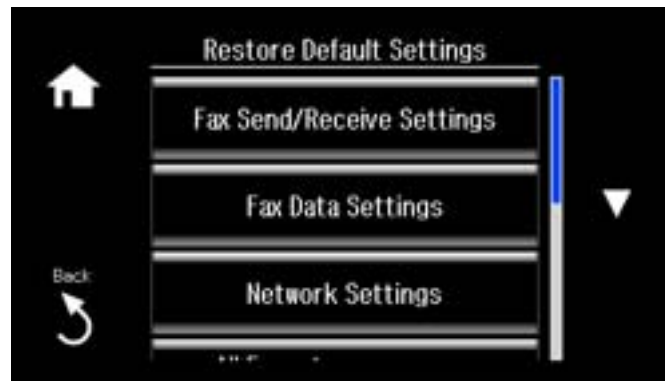 Restore Default Settings
Fax Send/Receive Settings
Fax Data Settings
Network Settings
Back